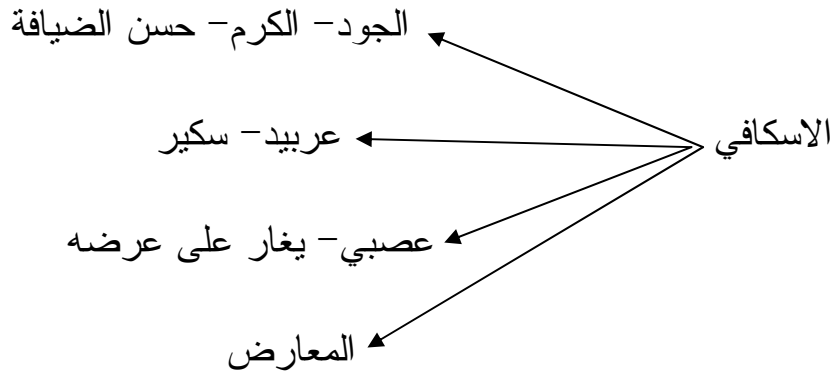 الجود- الكرم- حسن الضيافة
الاسكافي
عربيد- سكير
عصبي- يغار على عرضه
المعارض